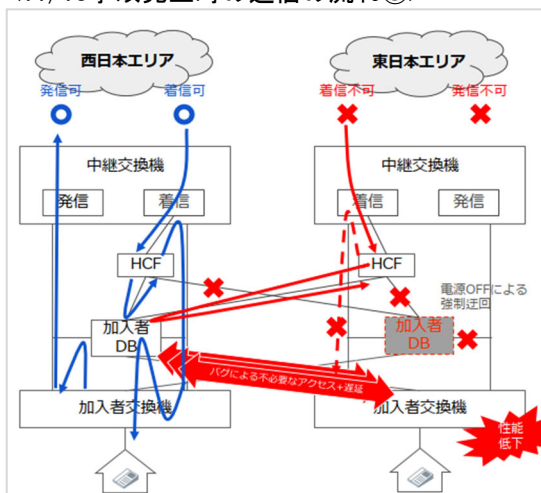 西日本エリア
東日本エリア
発信可
着信可
着信不可
発信不可
中継交換機
中継交換機
発信
着信
着信
発信
HCF
HCF
電源OFFによる
強制迂回
加入者
DB
加入者
DB
バグによる不必要なアクセス+遅延
加入者交換機
加入者交換機
性能
低下